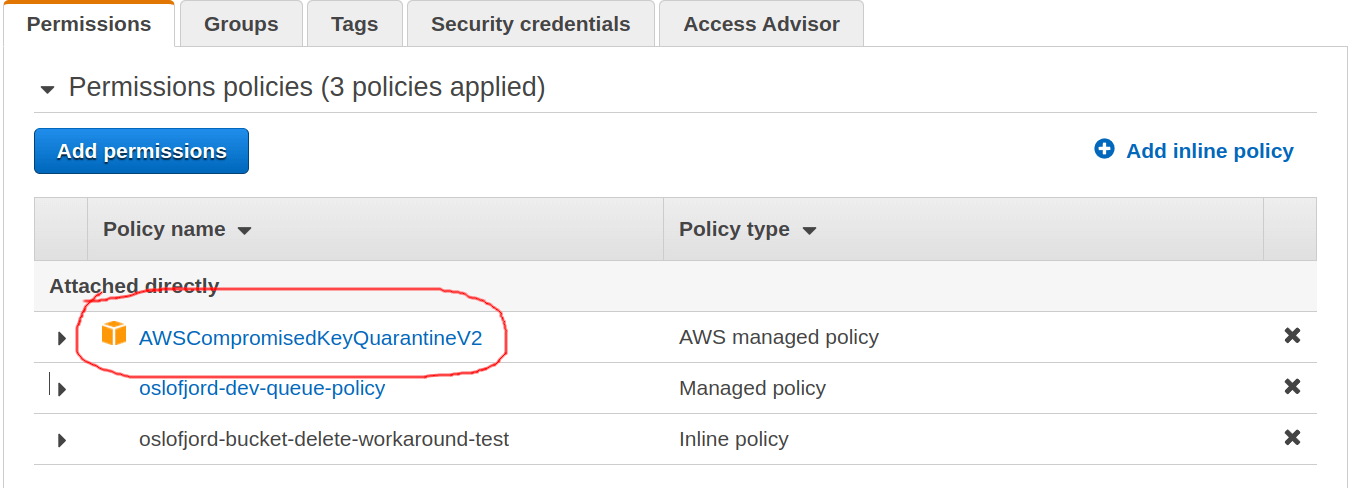 Permissions Groups Tags Security credentials Access Advisor
Permissions policies (3 policies applied)
Add permissions Add inline policy
Policy name Policy type
Attached directly
AWSCompromisedKeyQuarantineV2 AWS managed policy
oslofjord-dev-queue-policy Managed policy
oslofjord-bucket-delete-workaround-test Inline policy